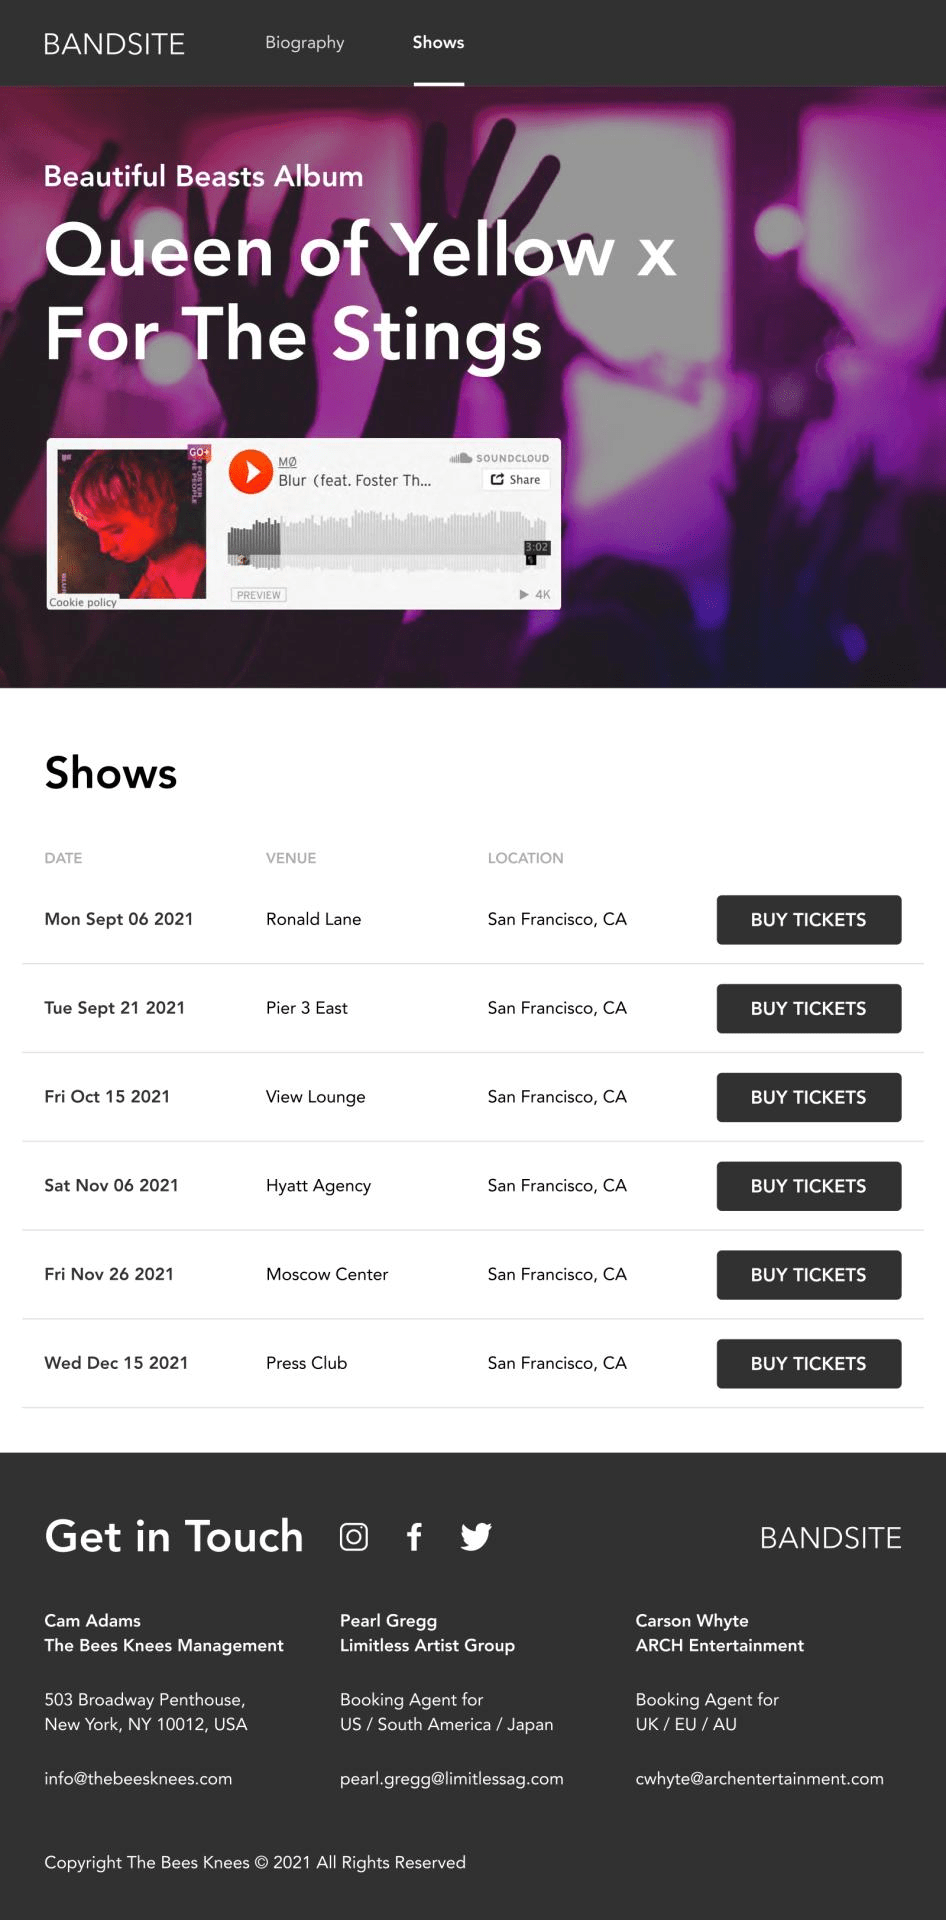 BANDSITE
Biography
Shows
Beautiful Beasts Album
Queen of Yellow x
For The Stings
GO+
MØ
Blur (feat. Foster Th...
SOUNDCLOUD
Share
3:02
Cookie policy
PREVIEW
4K
Shows
DATE VENUE LOCATION
Mon Sept 06 2021 Ronald Lane San Francisco, CA BUY TICKETS
Tue Sept 21 2021 Pier 3 East San Francisco, CA BUY TICKETS
Fri Oct 15 2021 View Lounge San Francisco, CA BUY TICKETS
Sat Nov 06 2021 Hyatt Agency San Francisco, CA BUY TICKETS
Fri Nov 26 2021 Moscow Center San Francisco, CA BUY TICKETS
Wed Dec 15 2021 Press Club San Francisco, CA BUY TICKETS
Get in Touch
BANDSITE
Cam Adams
The Bees Knees Management
503 Broadway Penthouse,
New York, NY 10012, USA
info@thebeesknees.com
Pearl Gregg
Limitless Artist Group
Booking Agent for
US / South America / Japan
pearl.gregg@limitlessag.com
Carson Whyte
ARCH Entertainment
Booking Agent for
UK / EU / AU
cwhyte@archentertainment.com
Copyright The Bees Knees © 2021 All Rights Reserved